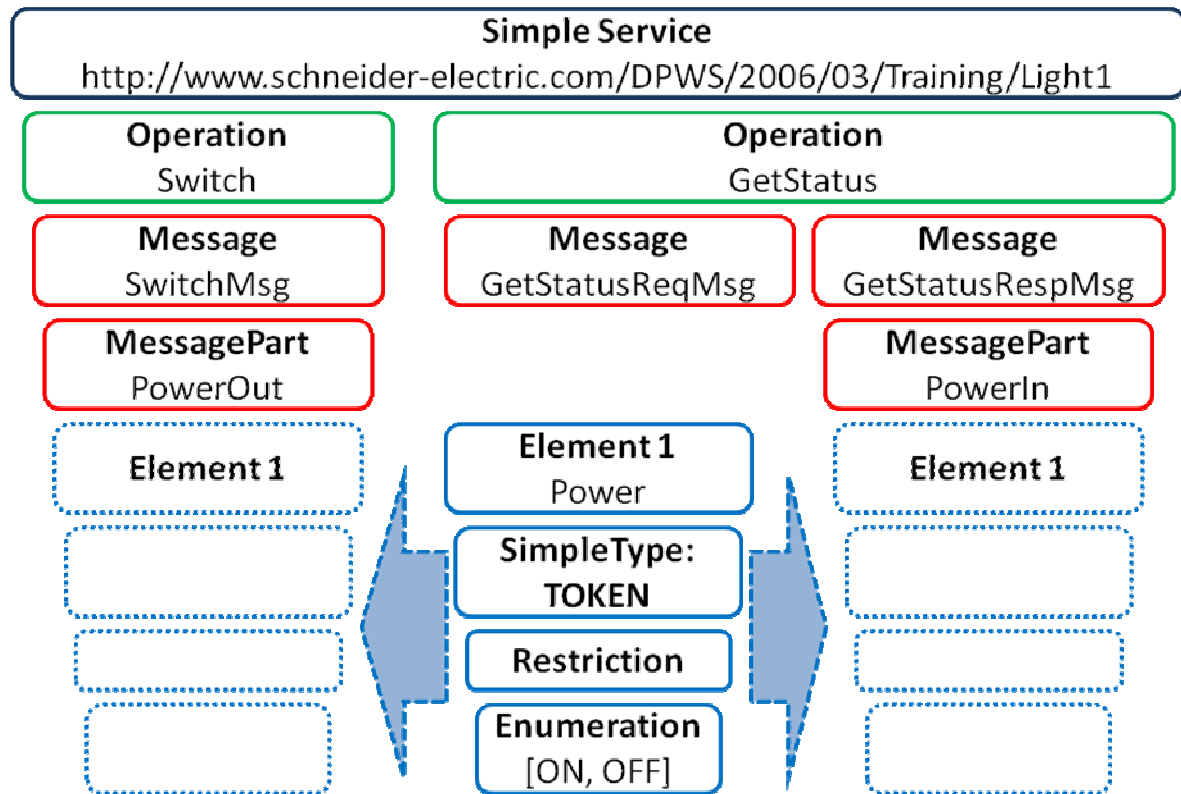 Simple Service
http://www.schneider-electric.com/DPWS/2006/03/Training/Light1
Operation
Switch
Operation
GetStatus
Message
SwitchMsg
Message
GetStatusReqMsg
Message
GetStatusRespMsg
MessagePart
PowerOut
MessagePart
PowerIn
Element 1
Element 1
Power
Element 1
SimpleType:
TOKEN
Restriction
Enumeration
[ON, OFF]